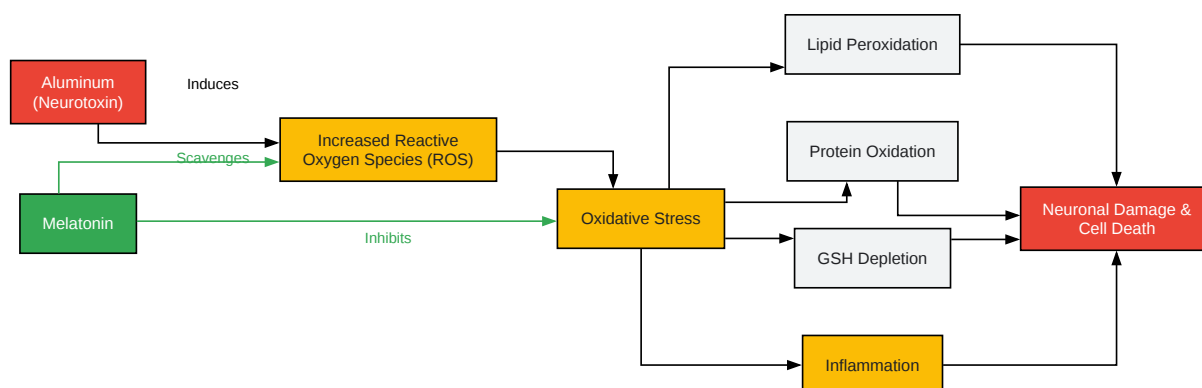 Lipid Peroxidation
Aluminum
(Neurotoxin)
Induces
Increased Reactive
Oxygen Species (ROS)
Scavenges
Protein Oxidation
Melatonin
Inhibits
Oxidative Stress
Neuronal Damage &
Cell Death
GSH Depletion
Inflammation